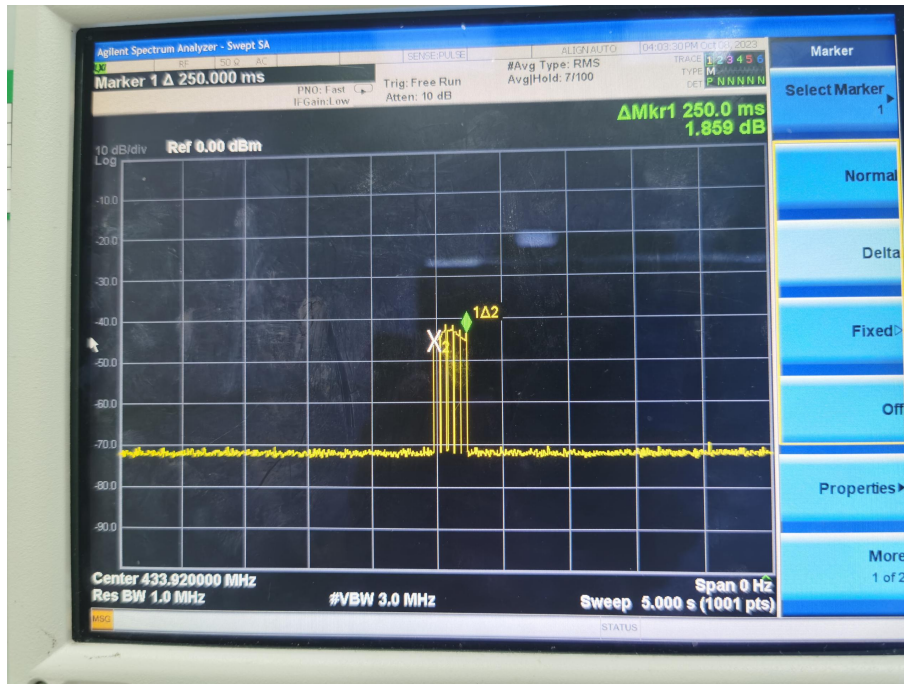 Agilent Spectrum Analyzer - Swept SA
RF 50 Ω AC SENSE:PULSE ALIGN AUTO 04:03:30 PM Oct 08, 2023
Marker 1 Δ 250.000 ms
PNO: Fast
IFGain:Low
Trig: Free Run
Atten: 10 dB
#Avg Type: RMS
Avg|Hold: 7/100
TRACE 1 2 3 4 5 6
TYPE M
DET P N N N N N
ΔMkr1 250.0 ms
1.859 dB
10 dB/div
Log
Ref 0.00 dBm
-10.0
-20.0
-30.0
-40.0
-50.0
-60.0
-70.0
-80.0
-90.0
1Δ2
X2
Center 433.920000 MHz
Res BW 1.0 MHz
#VBW 3.0 MHz
Span 0 Hz
Sweep 5.000 s (1001 pts)
MSG
STATUS
Marker
Select Marker
1
Normal
Delta
Fixed
Off
Properties
More
1 of 2